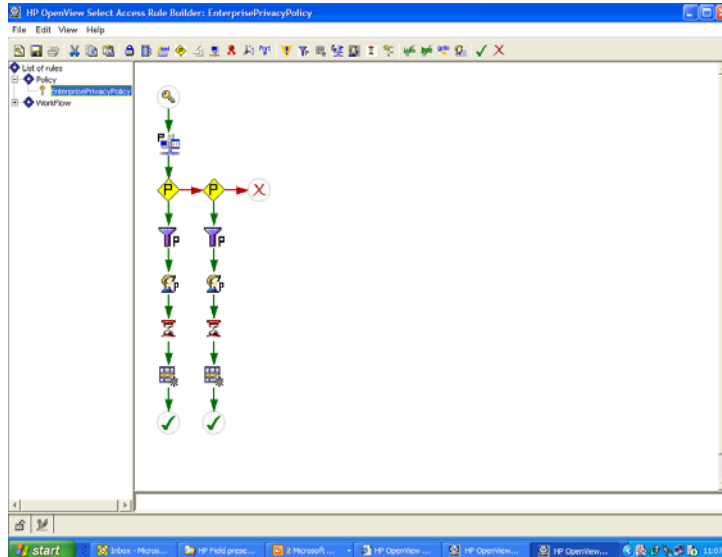 HP OpenView Select Access Rule Builder: EnterprisePrivacyPolicy
File Edit View Help
List of rules
Policy
EnterprisePrivacyPolicy
WorkFlow
P
P P
P P
P P
start
Inbox - Micros...
HP Field prese...
2 Microsoft ...
HP OpenView ...
HP OpenView...
HP OpenView...